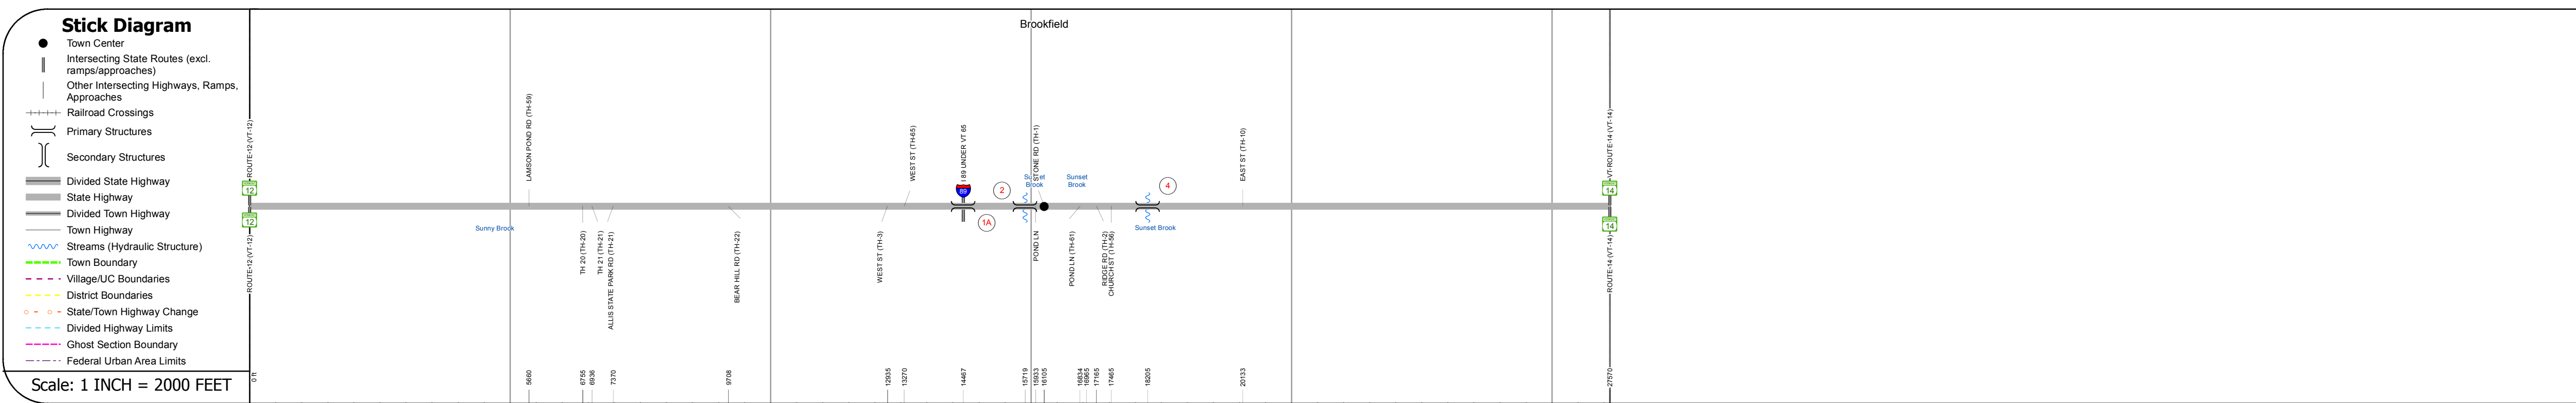 Stick Diagram
Town Center
Intersecting State Routes (excl.
ramps/approaches)
Other Intersecting Highways, Ramps,
Approaches
Railroad Crossings
Primary Structures
Secondary Structures
Divided State Highway
State Highway
Divided Town Highway
Town Highway
Streams (Hydraulic Structure)
Town Boundary
Village/UC Boundaries
District Boundaries
State/Town Highway Change
Divided Highway Limits
Ghost Section Boundary
Federal Urban Area Limits
Scale: 1 INCH = 2000 FEET
Brookfield
ROUTE-12 (VT-12)
12
12
ROUTE-12 (VT-12)
0 ft
Sunny Brook
LAMSON POND RD (TH-59)
5660
TH 20 (TH-20)
6755
TH 21 (TH-21)
6936
ALLIS STATE PARK RD (TH-21)
7370
BEAR HILL RD (TH-22)
9708
WEST ST (TH-3)
12935
WEST ST (TH-65)
13270
I 89 UNDER VT 65
89
1A
14467
2
Sunset
Brook
15719
STONE RD (TH-1)
POND LN
15933
16105
Sunset
Brook
POND LN (TH-61)
16834
16965
RIDGE RD (TH-2)
17165
CHURCH ST (TH-56)
17465
4
Sunset Brook
18205
EAST ST (TH-10)
20133
VT-ROUTE-14 (VT-14)
14
14
ROUTE-14 (VT-14)
27570